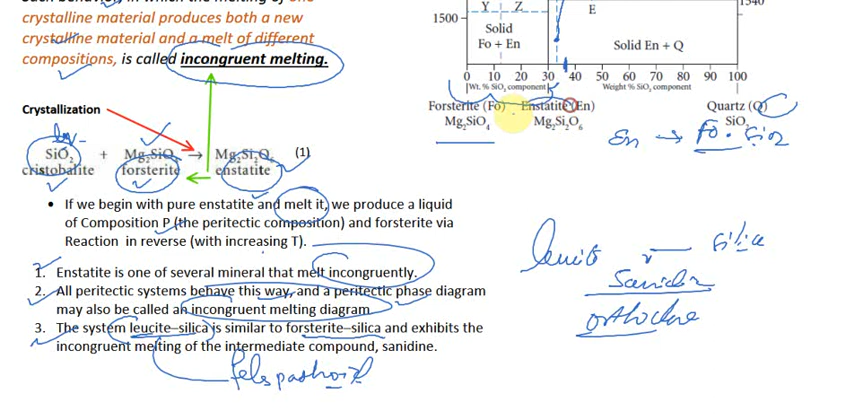 crystalline material produces both a new
crystalline material and a melt of different
compositions, is called incongruent melting.
Crystallization
SiO2 + Mg2SiO4 → Mg2Si2O6 (1)
cristobalite forsterite enstatite
• If we begin with pure enstatite and melt it, we produce a liquid
of Composition P (the peritectic composition) and forsterite via
Reaction in reverse (with increasing T).
1. Enstatite is one of several mineral that melt incongruently.
2. All peritectic systems behave this way, and a peritectic phase diagram
may also be called an incongruent melting diagram.
3. The system leucite–silica is similar to forsterite–silica and exhibits the
incongruent melting of the intermediate compound, sanidine.
felspathoid
Y Z E 1540
1500
Solid
Fo + En
Solid En + Q
0 10 20 30 40 50 60 70 80 90 100
Wt. % SiO2 component Weight % SiO2 component
Forsterite (Fo) Enstatite (En) Quartz (Q)
Mg2SiO4 Mg2Si2O6 SiO2
En → Fo + SiO2
silica
orthoclase